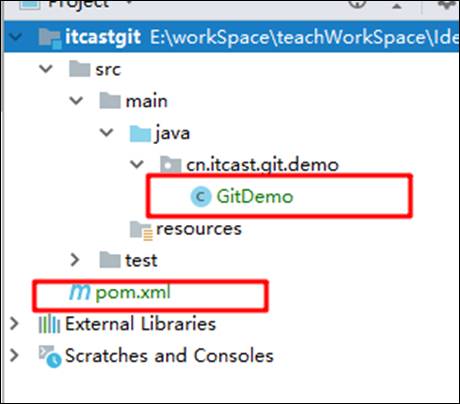 Project
itcastgit E:\workSpace\teachWorkSpace\Ide
src
main
java
cn.itcast.git.demo
GitDemo
resources
test
pom.xml
External Libraries
Scratches and Consoles